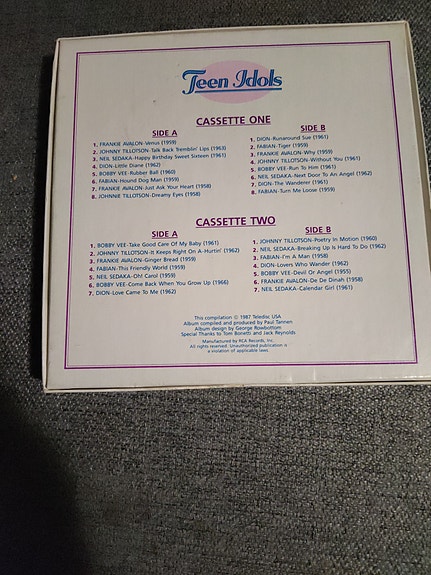 Teen Idols
CASSETTE ONE
SIDE A
1. FRANKIE AVALON-Venus (1959)
2. JOHNNY TILLOTSON-Talk Back Tremblin' Lips (1963)
3. NEIL SEDAKA-Happy Birthday Sweet Sixteen (1961)
4. DION-Little Diane (1962)
5. BOBBY VEE-Rubber Ball (1960)
6. FABIAN-Hound Dog Man (1959)
7. FRANKIE AVALON-Just Ask Your Heart (1958)
8. JOHNNIE TILLOTSON-Dreamy Eyes (1958)
SIDE B
1. DION-Runaround Sue (1961)
2. FABIAN-Tiger (1959)
3. FRANKIE AVALON-Why (1959)
4. JOHNNY TILLOTSON-Without You (1961)
5. BOBBY VEE-Run To Him (1961)
6. NEIL SEDAKA-Next Door To An Angel (1962)
7. DION-The Wanderer (1961)
8. FABIAN-Turn Me Loose (1959)
CASSETTE TWO
SIDE A
1. BOBBY VEE-Take Good Care Of My Baby (1961)
2. JOHNNY TILLOTSON-It Keeps Right On A-Hurtin' (1962)
3. FRANKIE AVALON-Ginger Bread (1958)
4. FABIAN-This Friendly World (1959)
5. NEIL SEDAKA-Oh! Carol (1959)
6. BOBBY VEE-Come Back When You Grow Up (1966)
7. DION-Love Came To Me (1962)
SIDE B
1. JOHNNY TILLOTSON-Poetry In Motion (1960)
2. NEIL SEDAKA-Breaking Up Is Hard To Do (1962)
3. FABIAN-I'm A Man (1958)
4. DION-Lovers Who Wander (1962)
5. BOBBY VEE-Devil Or Angel (1955)
6. FRANKIE AVALON-De De Dinah (1958)
7. NEIL SEDAKA-Calendar Girl (1961)
This compilation © 1987 Teledisc USA
Album compiled and produced by Paul Tannen
Album design by George Rowbottom
Special Thanks to Tom Bonetti and Jack Reynolds
Manufactured by RCA Records, Inc.
All rights reserved. Unauthorized publication is
a violation of applicable laws.